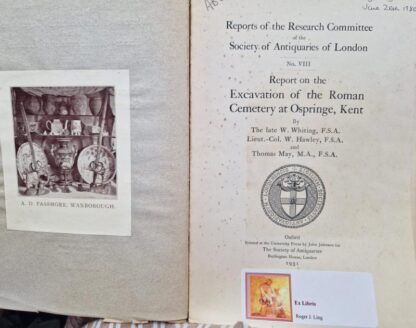 A. D. PASSMORE, WANBOROUGH.
June 26th 1980
Reports of the Research Committee
of the
Society of Antiquaries of London
No. VIII
Report on the
Excavation of the Roman
Cemetery at Ospringe, Kent
By
The late W. Whiting, F.S.A.
Lieut.-Col. W. Hawley, F.S.A.
and
Thomas May, M.A., F.S.A.
Oxford
Printed at the University Press by John Johnson for
The Society of Antiquaries
Burlington House, London
1931
Ex Libris
Roger J. Ling